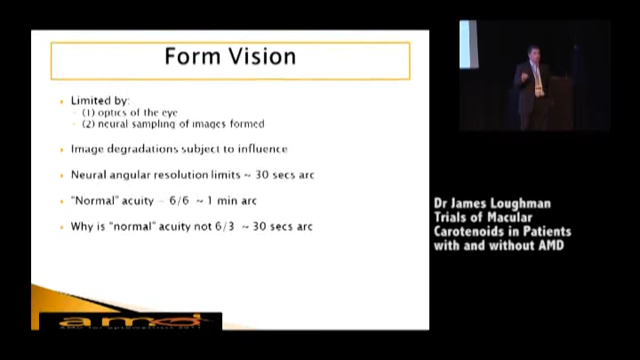 Form Vision
Limited by:
(1) optics of the eye
(2) neural sampling of images formed
Image degradations subject to influence
Neural angular resolution limits ~ 30 secs arc
"Normal" acuity – 6/6 ~ 1 min arc
Why is "normal" acuity not 6/3 ~ 30 secs arc
Dr James Loughman
Trials of Macular
Carotenoids in Patients
with and without AMD
amd